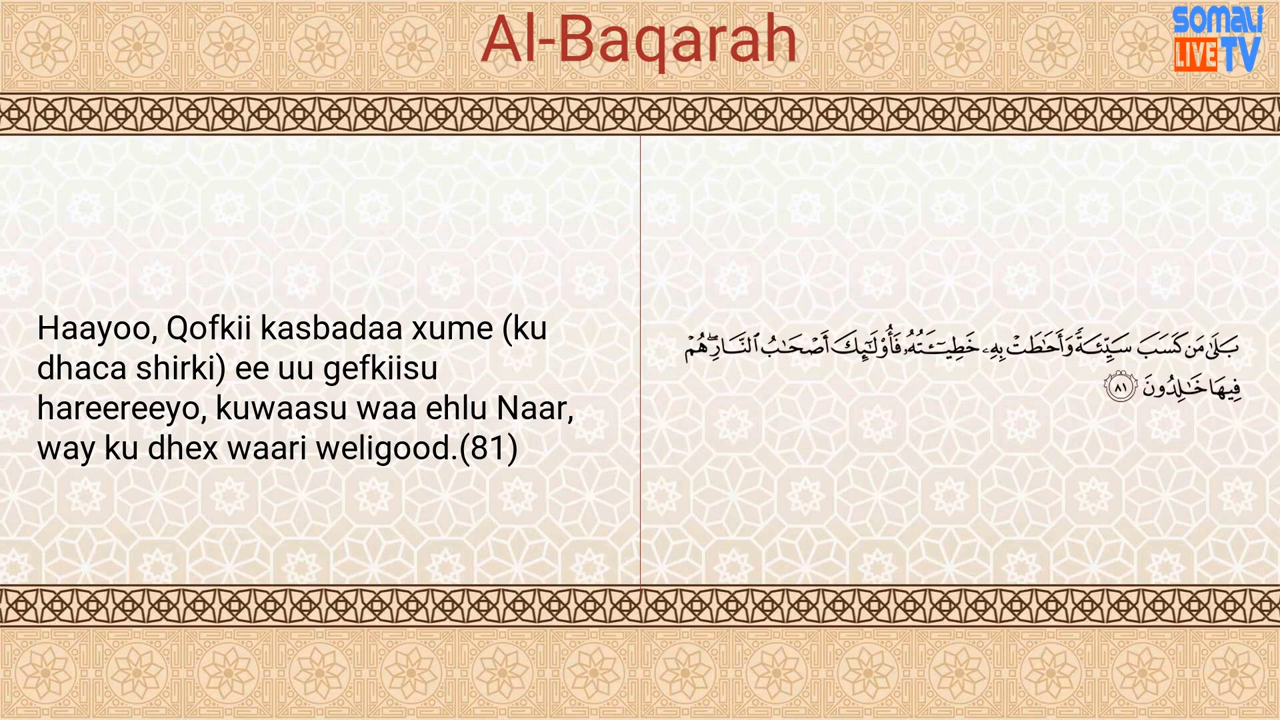 Al-Baqarah
SOMALI
LIVE TV
Haayoo, Qofkii kasbadaa xume (ku
dhaca shirki) ee uu gefkiisu
hareereeyo, kuwaasu waa ehlu Naar,
way ku dhex waari weligood.(81)
بَلَىٰ مَن كَسَبَ سَيِّئَةً وَأَحَٰطَتْ بِهِۦ خَطِيٓـَٔتُهُۥ فَأُوْلَٰٓئِكَ أَصْحَٰبُ ٱلنَّارِۖ هُمْ
فِيهَا خَٰلِدُونَ ٨١